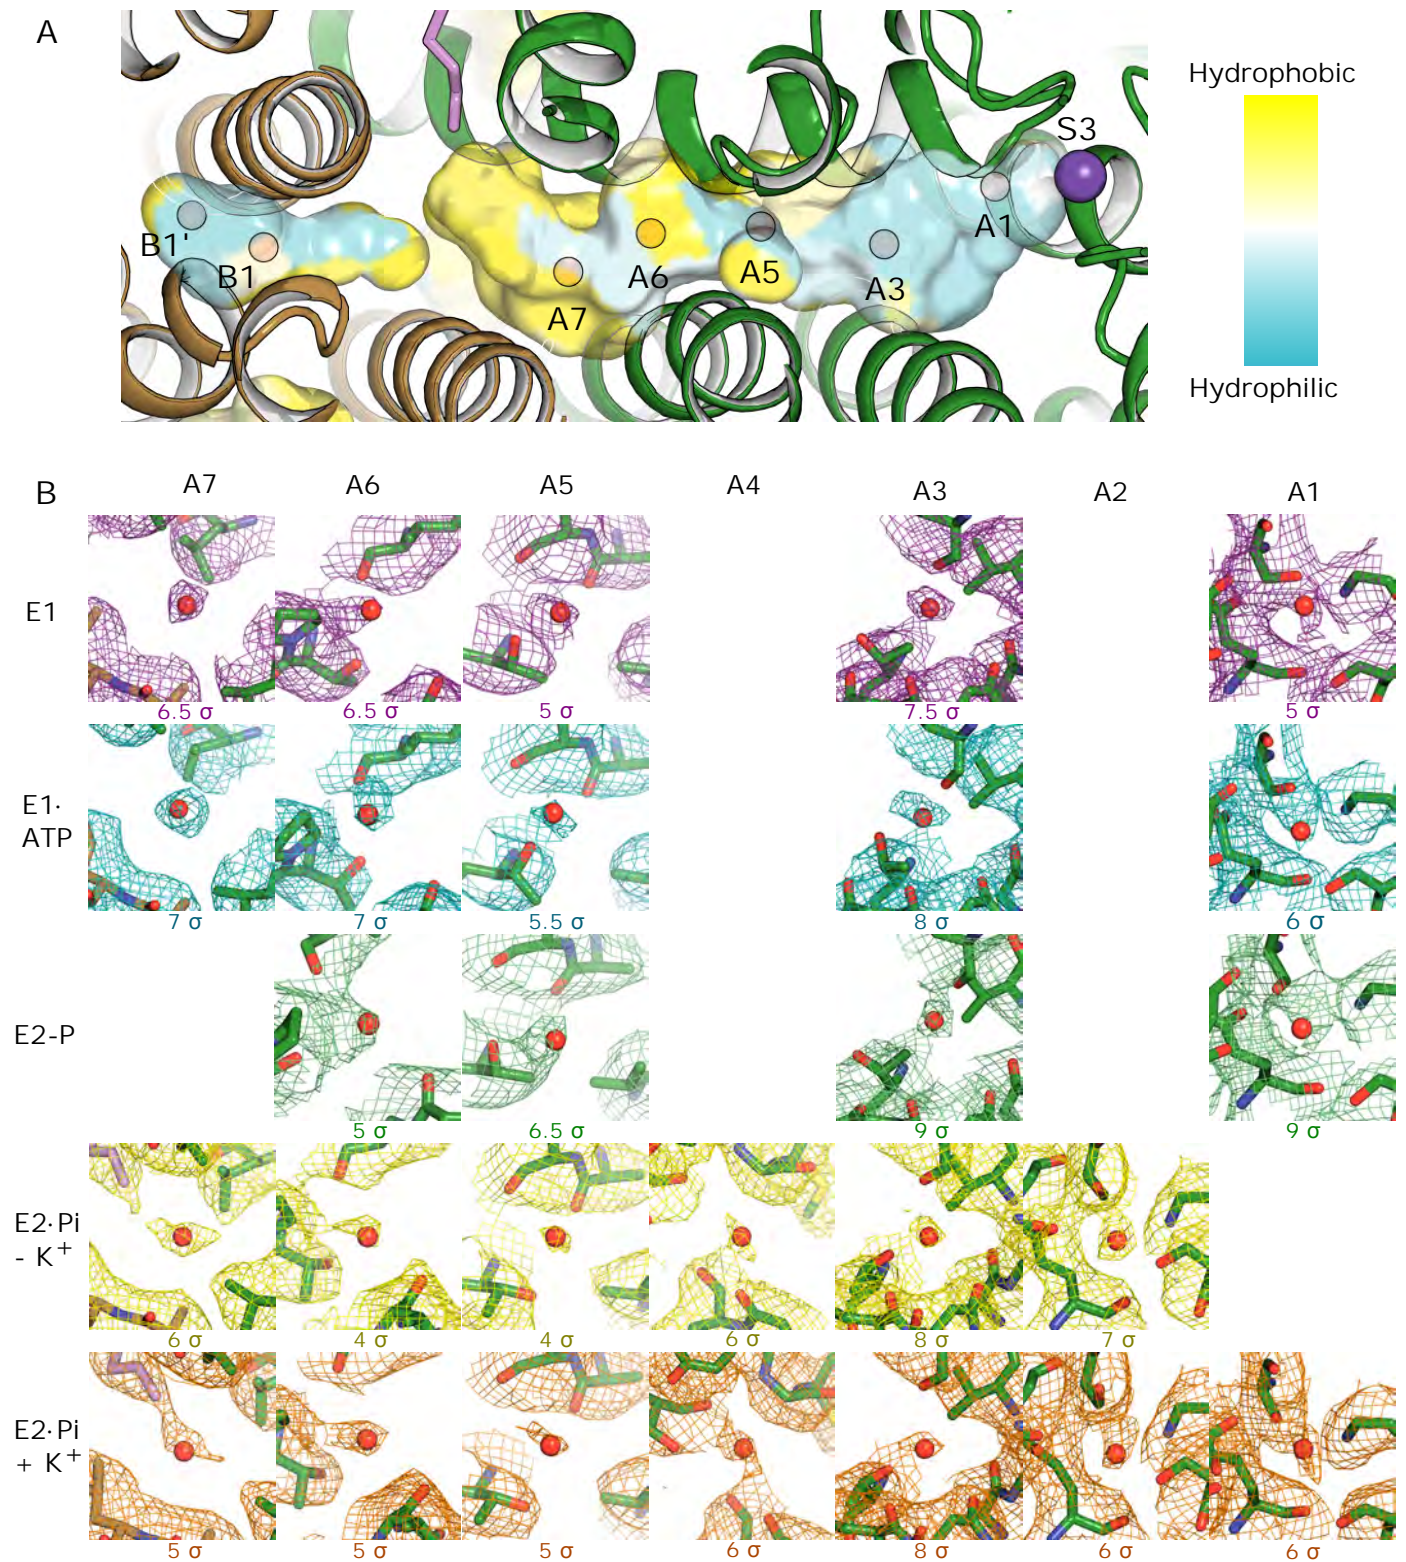 A
Hydrophobic
S3
A1
B1'
B1
A6
A5
A3
A7
Hydrophilic
B
A7 A6 A5 A4 A3 A2 A1
E1
6.5 σ 6.5 σ 5 σ 7.5 σ 5 σ
E1·
ATP
7 σ 7 σ 5.5 σ 8 σ 6 σ
E2-P
5 σ 6.5 σ 9 σ 9 σ
E2·Pi
- K⁺
6 σ 4 σ 4 σ 6 σ 8 σ 7 σ
E2·Pi
+ K⁺
5 σ 5 σ 5 σ 6 σ 8 σ 6 σ 6 σ